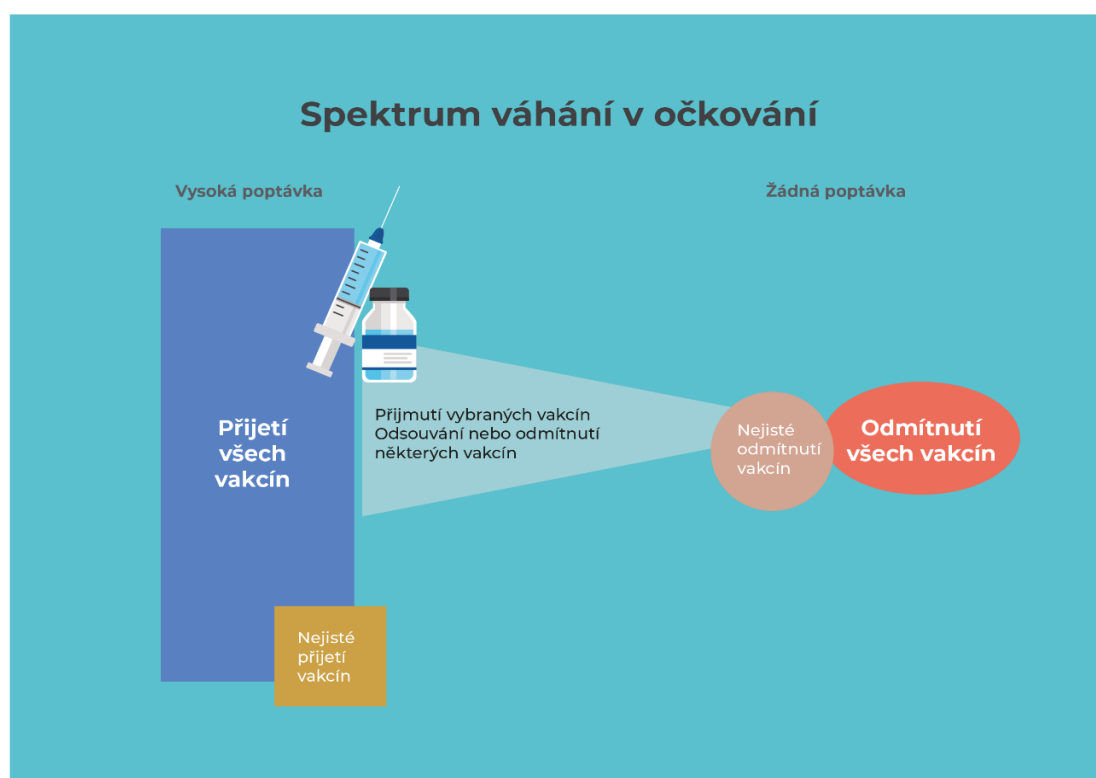 Spektrum váhání v očkování
Vysoká poptávka
Žádná poptávka
Přijetí
všech
vakcín
Přijmutí vybraných vakcín
Odsouvání nebo odmítnutí
některých vakcín
Nejisté
odmítnutí
vakcín
Odmítnutí
všech vakcín
Nejisté
přijetí
vakcín